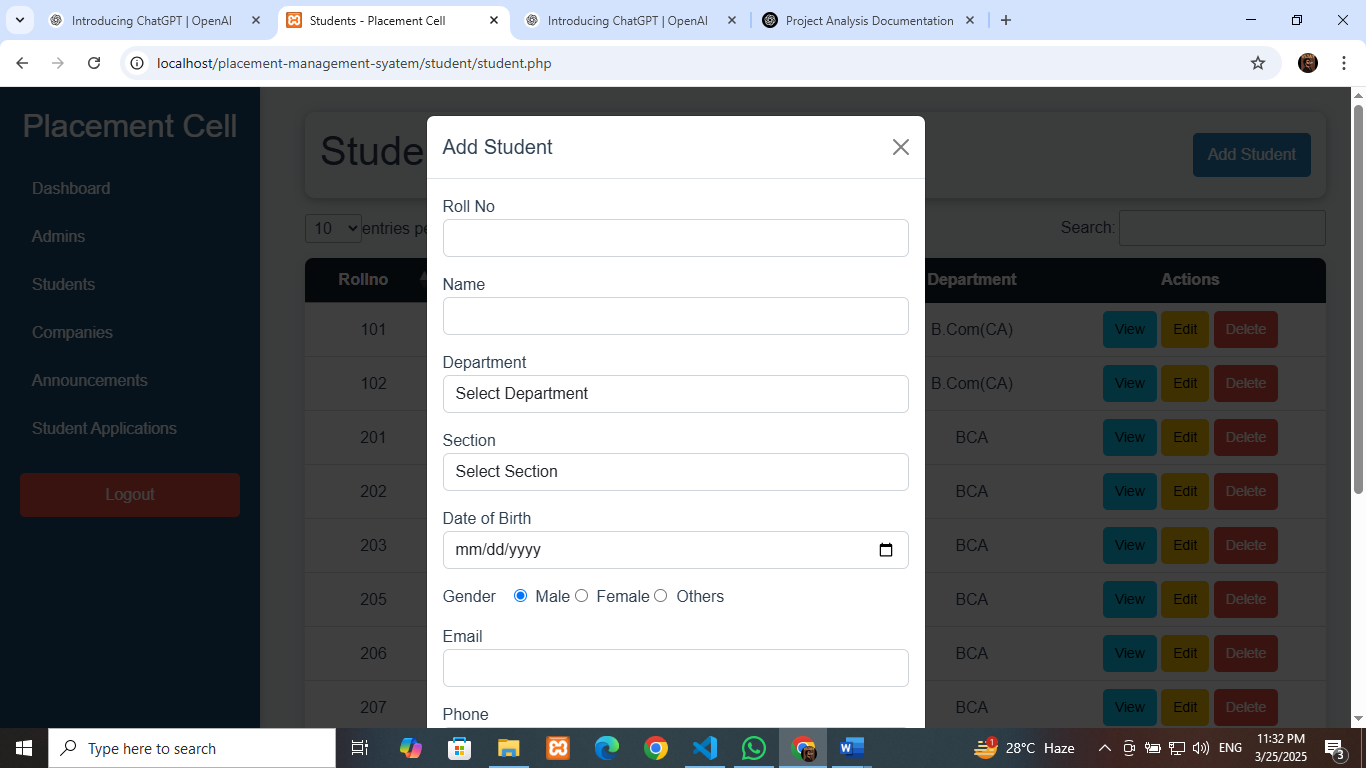 Introducing ChatGPT | OpenAI
Students - Placement Cell
Introducing ChatGPT | OpenAI
Project Analysis Documentation
localhost/placement-management-syatem/student/student.php
Placement Cell
Dashboard
Admins
Students
Companies
Announcements
Student Applications
Logout
Stude
Add Student
10 entries pe
Search:
Rollno Department Actions
101 B.Com(CA) View Edit Delete
102 B.Com(CA) View Edit Delete
201 BCA View Edit Delete
202 BCA View Edit Delete
203 BCA View Edit Delete
205 BCA View Edit Delete
206 BCA View Edit Delete
207 BCA View Edit Delete
Add Student
Roll No
Name
Department
Select Department
Section
Select Section
Date of Birth
mm/dd/yyyy
Gender Male Female Others
Email
Phone
Type here to search
1
28°C Haze
ENG
11:32 PM
3/25/2025
3